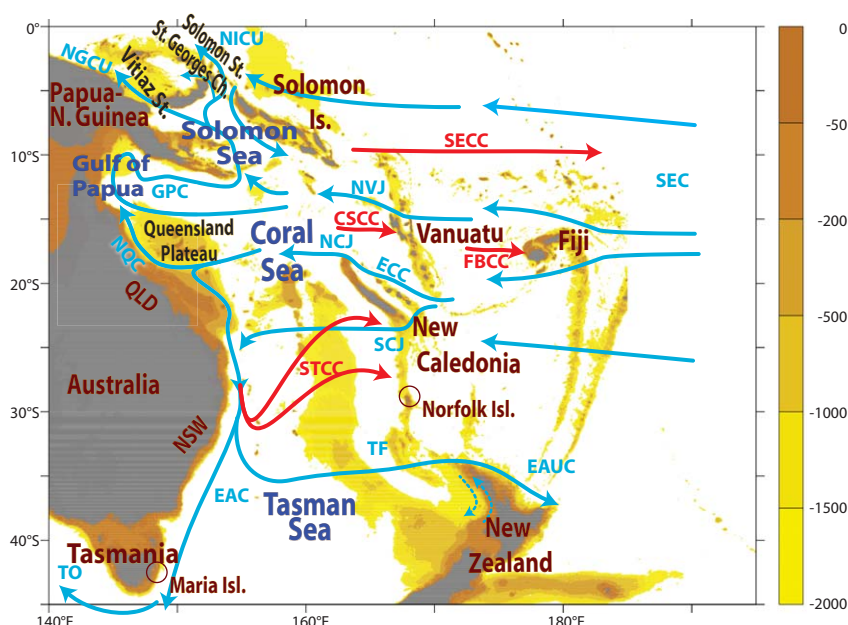 0°
10°S
20°S
30°S
40°S
140°E
150°
160°
170°
180°
0
-50
-200
-500
-1000
-1500
-2000
NGCU
Vitiaz St.
St. Georges Ch.
Solomon St.
NICU
Solomon
Is.
Papua-
N. Guinea
Solomon
Sea
SECC
SEC
Gulf of
Papua
GPC
NVJ
CSCC
NCJ
Vanuatu
Fiji
FBCC
Queensland
Plateau
Coral
Sea
NQC
ECC
QLD
New
Caledonia
SCJ
STCC
Australia
Norfolk Isl.
NSW
TF
EAUC
EAC
Tasman
Sea
New
Zealand
Tasmania
TO
Maria Isl.